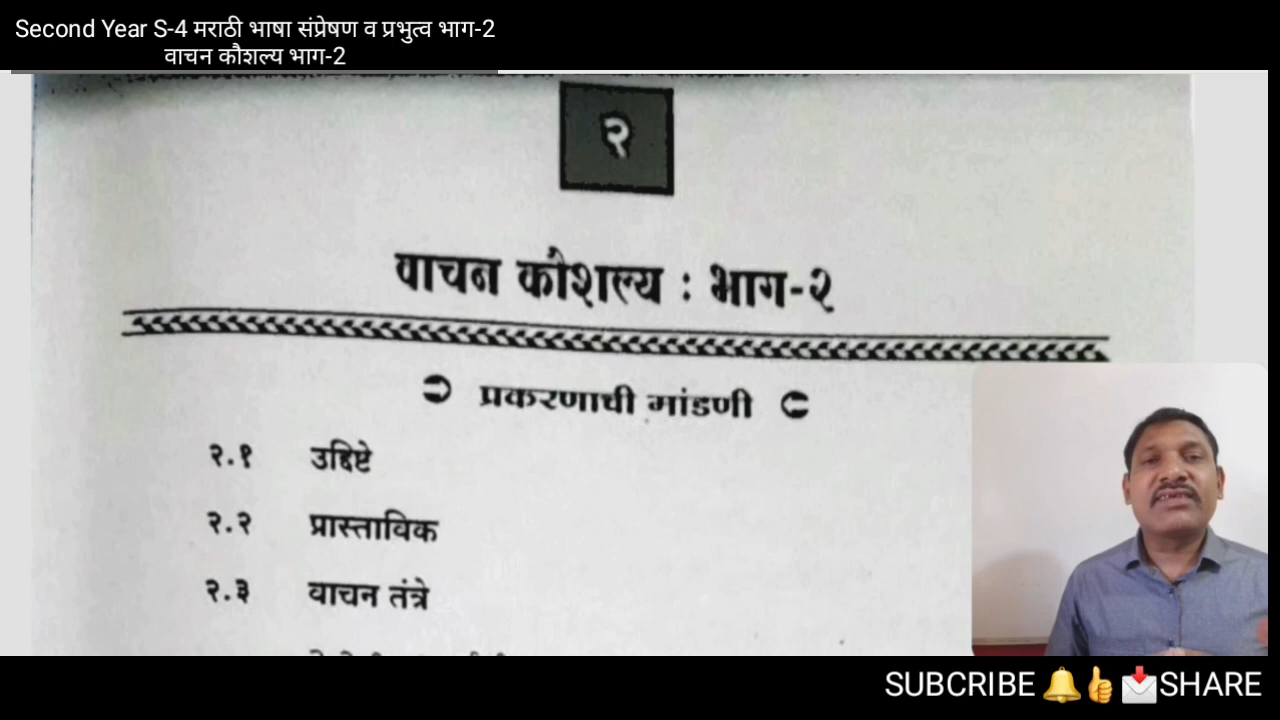 Second Year S-4 मराठी भाषा संप्रेषण व प्रभुत्व भाग-2
वाचन कौशल्य भाग-2
२
वाचन कौशल्य : भाग-२
प्रकरणाची मांडणी
२.१ उद्दिष्टे
२.२ प्रास्ताविक
२.३ वाचन तंत्रे
SUBCRIBE SHARE